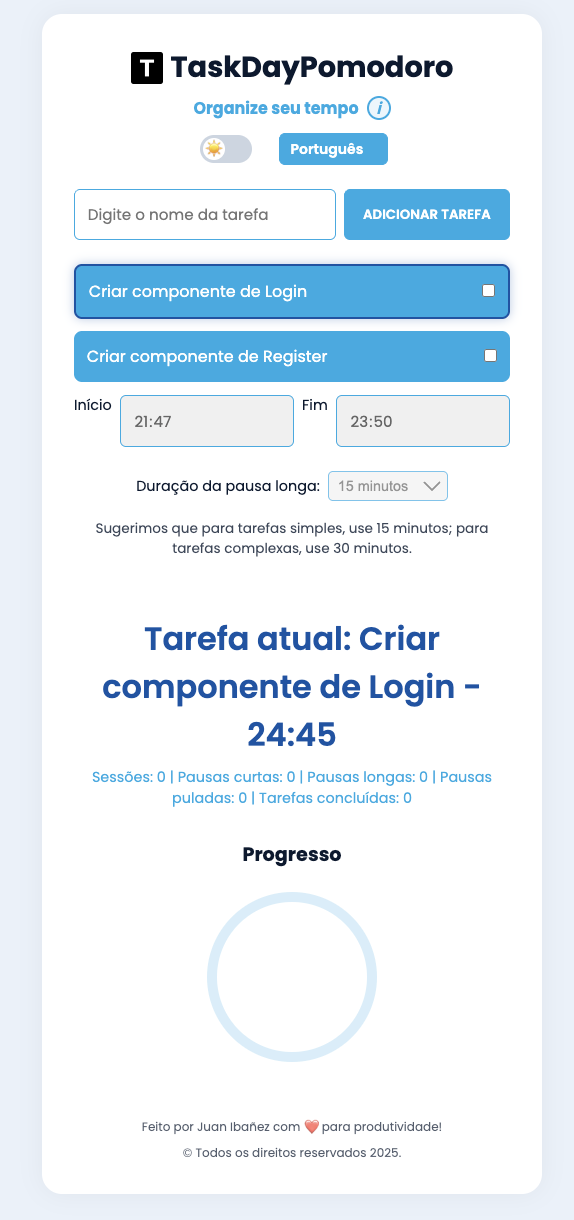 T TaskDayPomodoro
Organize seu tempo i
Português
Digite o nome da tarefa ADICIONAR TAREFA
Criar componente de Login
Criar componente de Register
Início 21:47 Fim 23:50
Duração da pausa longa: 15 minutos
Sugerimos que para tarefas simples, use 15 minutos; para
tarefas complexas, use 30 minutos.
Tarefa atual: Criar
componente de Login -
24:45
Sessões: 0 | Pausas curtas: 0 | Pausas longas: 0 | Pausas
puladas: 0 | Tarefas concluídas: 0
Progresso
Feito por Juan Ibañez com ❤️ para produtividade!
© Todos os direitos reservados 2025.